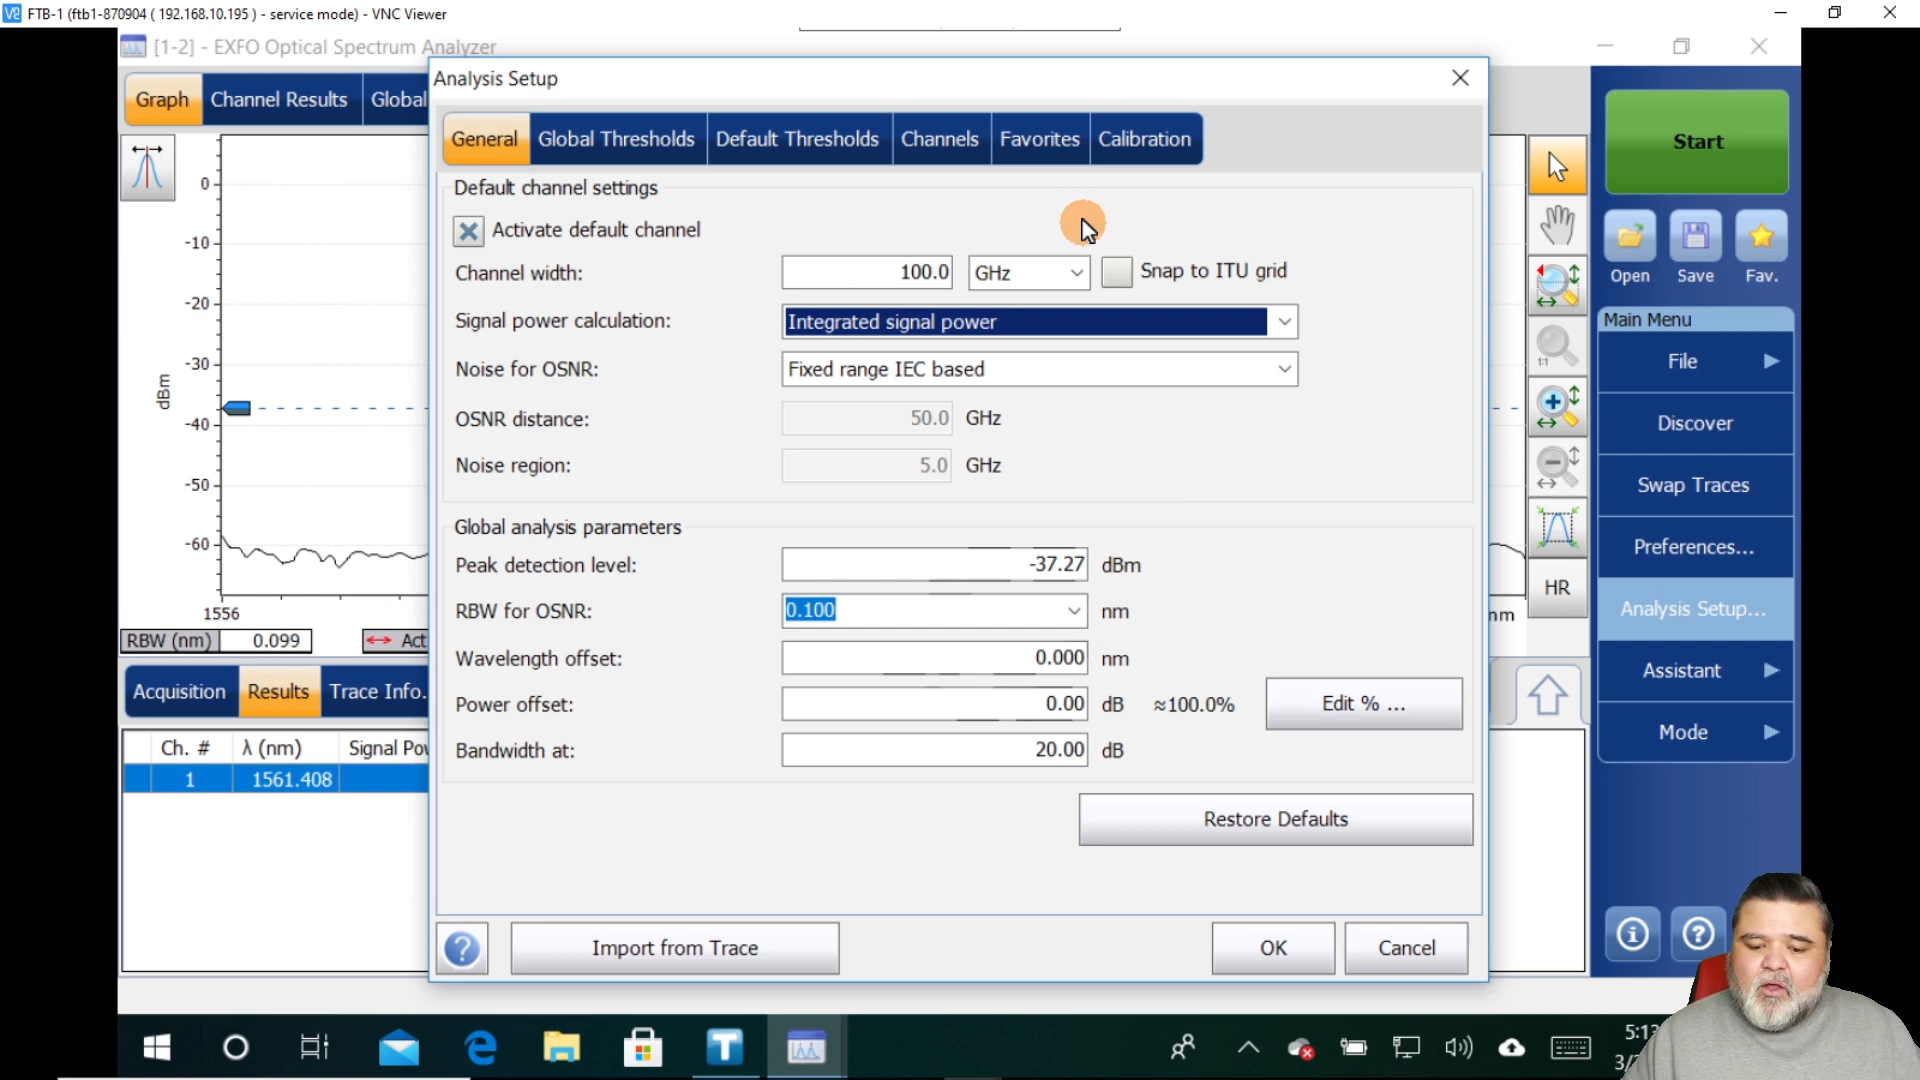 FTB-1 (ftb1-870904 ( 192.168.10.195 ) - service mode) - VNC Viewer
[1-2] - EXFO Optical Spectrum Analyzer
Graph
Channel Results
Global
Analysis Setup
General
Global Thresholds
Default Thresholds
Channels
Favorites
Calibration
Default channel settings
Activate default channel
Channel width: 100.0 GHz Snap to ITU grid
Signal power calculation: Integrated signal power
Noise for OSNR: Fixed range IEC based
OSNR distance: 50.0 GHz
Noise region: 5.0 GHz
Global analysis parameters
Peak detection level: -37.27 dBm
RBW for OSNR: 0.100 nm
Wavelength offset: 0.000 nm
Power offset: 0.00 dB ≈100.0% Edit % ...
Bandwidth at: 20.00 dB
Restore Defaults
Import from Trace
OK
Cancel
dBm
0
-10
-20
-30
-40
-50
-60
1556
nm
RBW (nm) 0.099
Act
Acquisition
Results
Trace Info.
Ch. # λ (nm) Signal Pow
1 1561.408
1:1
HR
Start
Open
Save
Fav.
Main Menu
File
Discover
Swap Traces
Preferences...
Analysis Setup...
Assistant
Mode